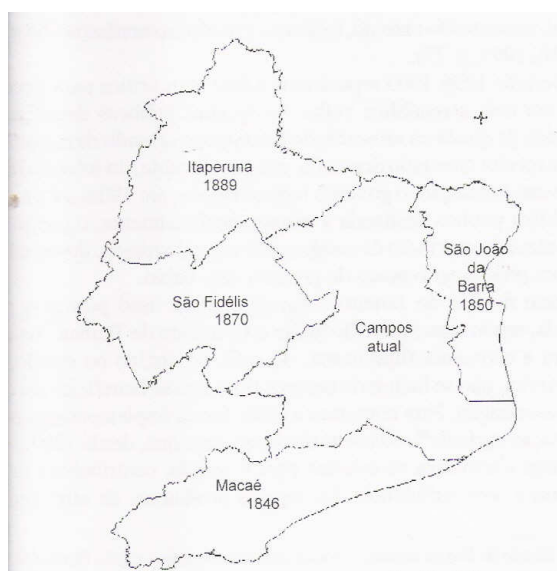 Itaperuna
1889
São Fidélis
1870
São João
da
Barra
1850
Campos
atual
Macaé
1846